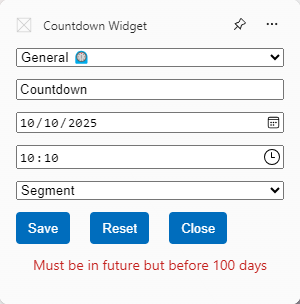 Countdown Widget
General
Countdown
10/10/2025
10:10
Segment
Save Reset Close
Must be in future but before 100 days